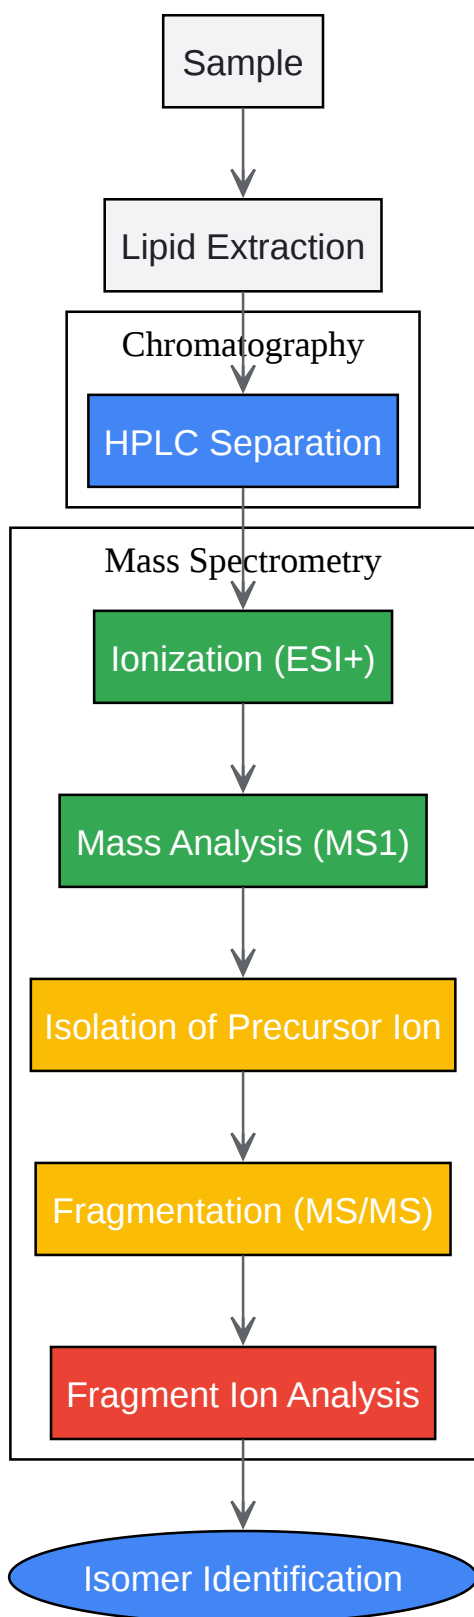 Sample
Lipid Extraction
Chromatography
HPLC Separation
Mass Spectrometry
Ionization (ESI+)
Mass Analysis (MS1)
Isolation of Precursor Ion
Fragmentation (MS/MS)
Fragment Ion Analysis
Isomer Identification